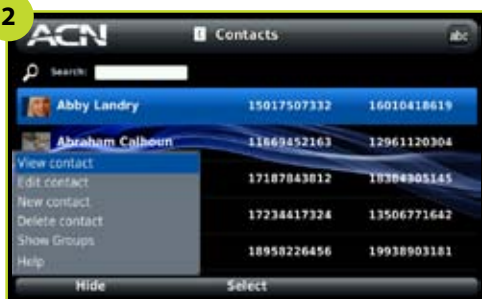 2
ACN Contacts abc
Search:
Abby Landry 15017507332 16010418619
Abraham Calhoun 11669452163 12961120304
View contact
Edit contact
17187843812 18384305145
New contact
Delete contact
17234417324 13506771642
Show Groups
Help
18958226456 19938903181
Hide Select